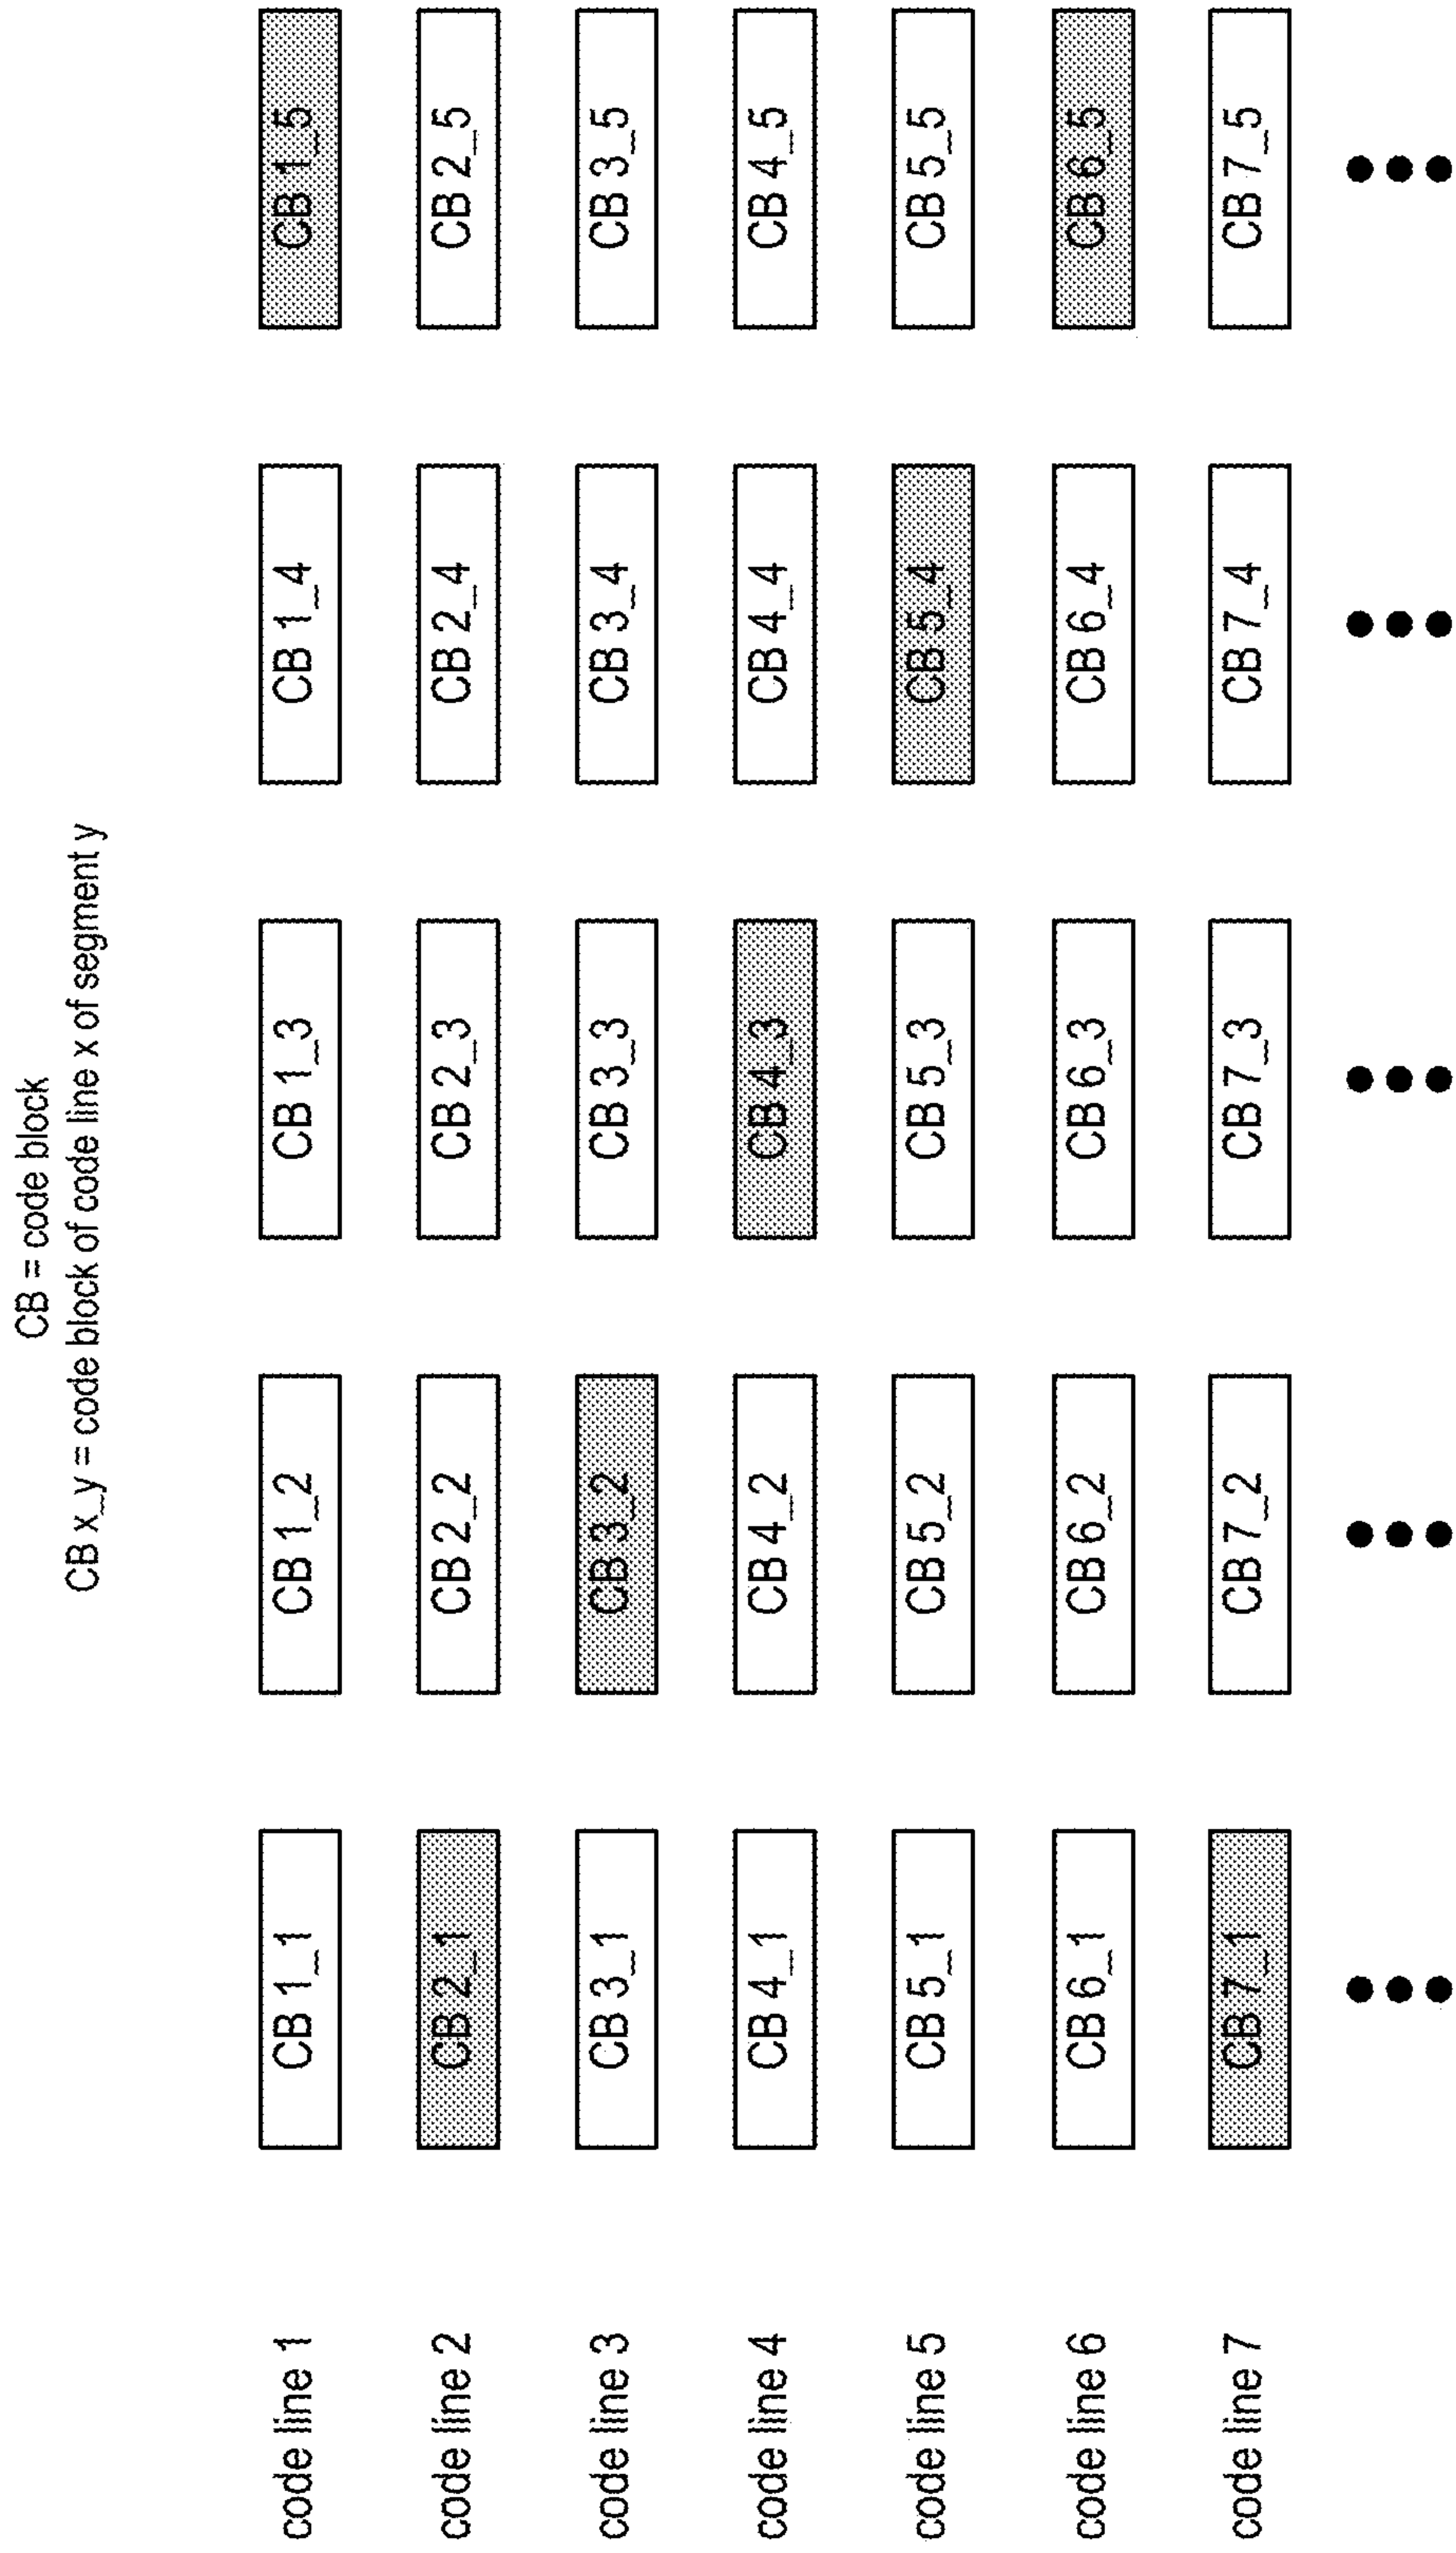 CB = code block
CB x_y = code block of code line x of segment y
code line 1 CB 1_1 CB 1_2 CB 1_3 CB 1_4 CB 1_5
code line 2 CB 2_1 CB 2_2 CB 2_3 CB 2_4 CB 2_5
code line 3 CB 3_1 CB 3_2 CB 3_3 CB 3_4 CB 3_5
code line 4 CB 4_1 CB 4_2 CB 4_3 CB 4_4 CB 4_5
code line 5 CB 5_1 CB 5_2 CB 5_3 CB 5_4 CB 5_5
code line 6 CB 6_1 CB 6_2 CB 6_3 CB 6_4 CB 6_5
code line 7 CB 7_1 CB 7_2 CB 7_3 CB 7_4 CB 7_5